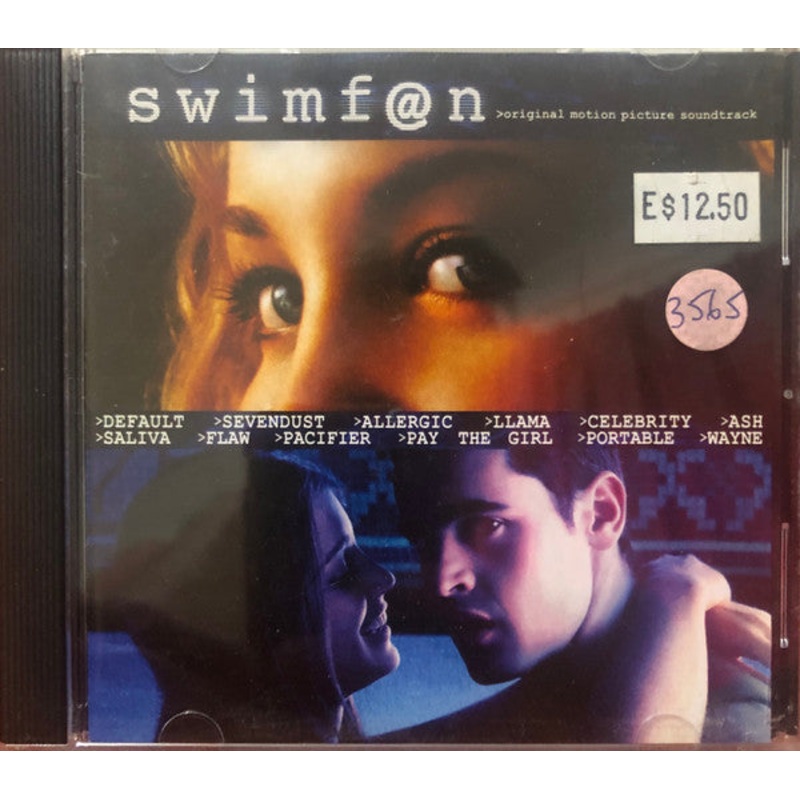 swimf@n >original motion picture soundtrack
E$12.50
3565
>DEFAULT >SEVENDUST >ALLERGIC >LLAMA >CELEBRITY >ASH
>SALIVA >FLAW >PACIFIER >PAY THE GIRL >PORTABLE >WAYNE